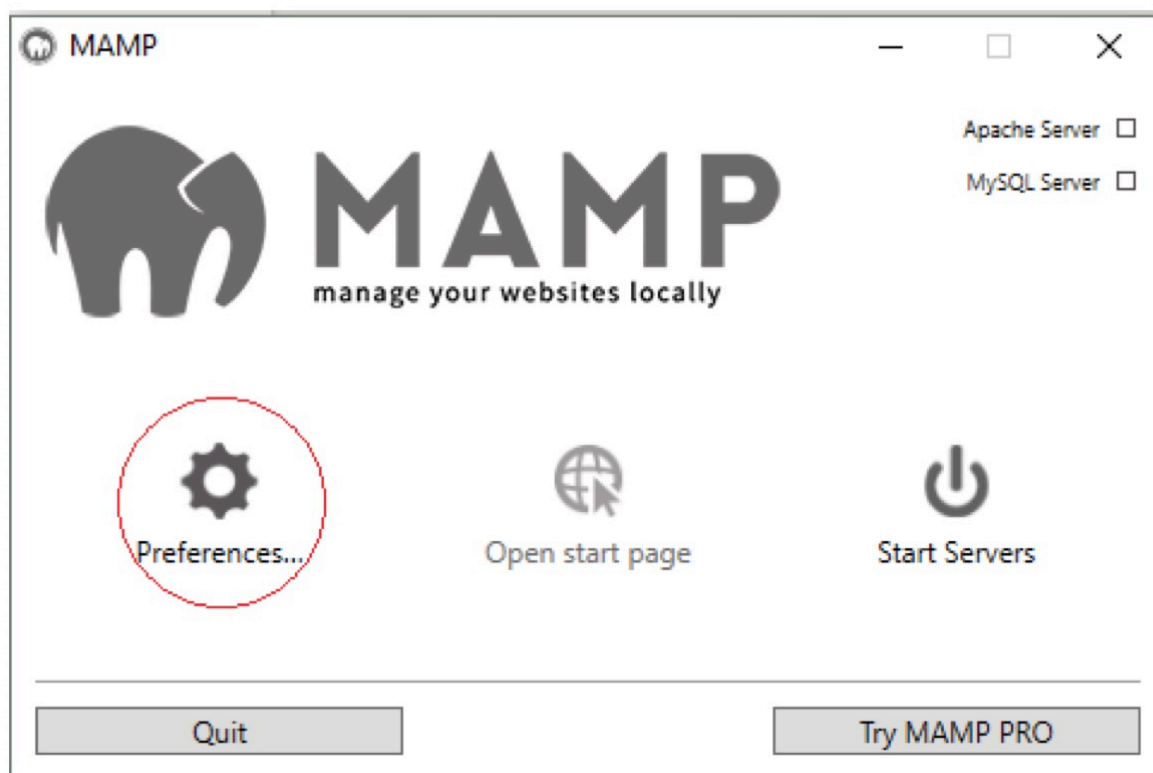 MAMP
Apache Server
MySQL Server
MAMP
manage your websites locally
Preferences...
Open start page
Start Servers
Quit
Try MAMP PRO